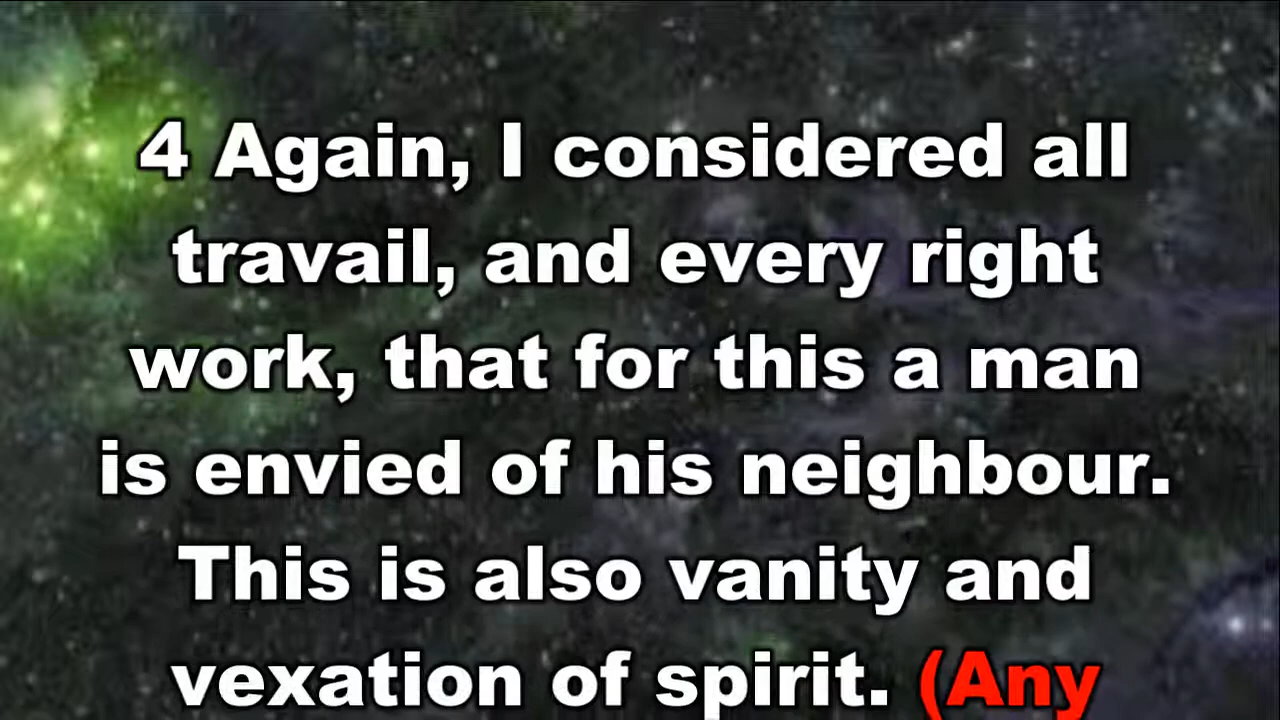 4 Again, I considered all
travail, and every right
work, that for this a man
is envied of his neighbour.
This is also vanity and
vexation of spirit. (Any